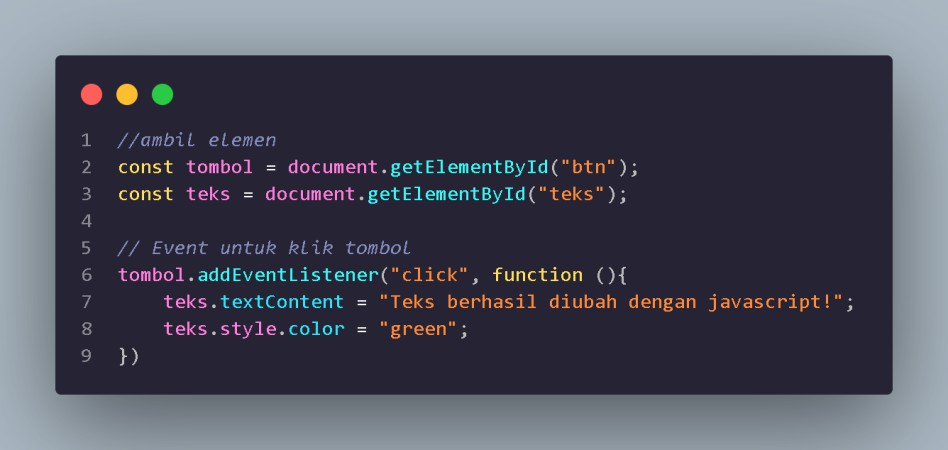 1 //ambil elemen
2 const tombol = document.getElementById("btn");
3 const teks = document.getElementById("teks");
4
5 // Event untuk klik tombol
6 tombol.addEventListener("click", function (){
7     teks.textContent = "Teks berhasil diubah dengan javascript!";
8     teks.style.color = "green";
9 })